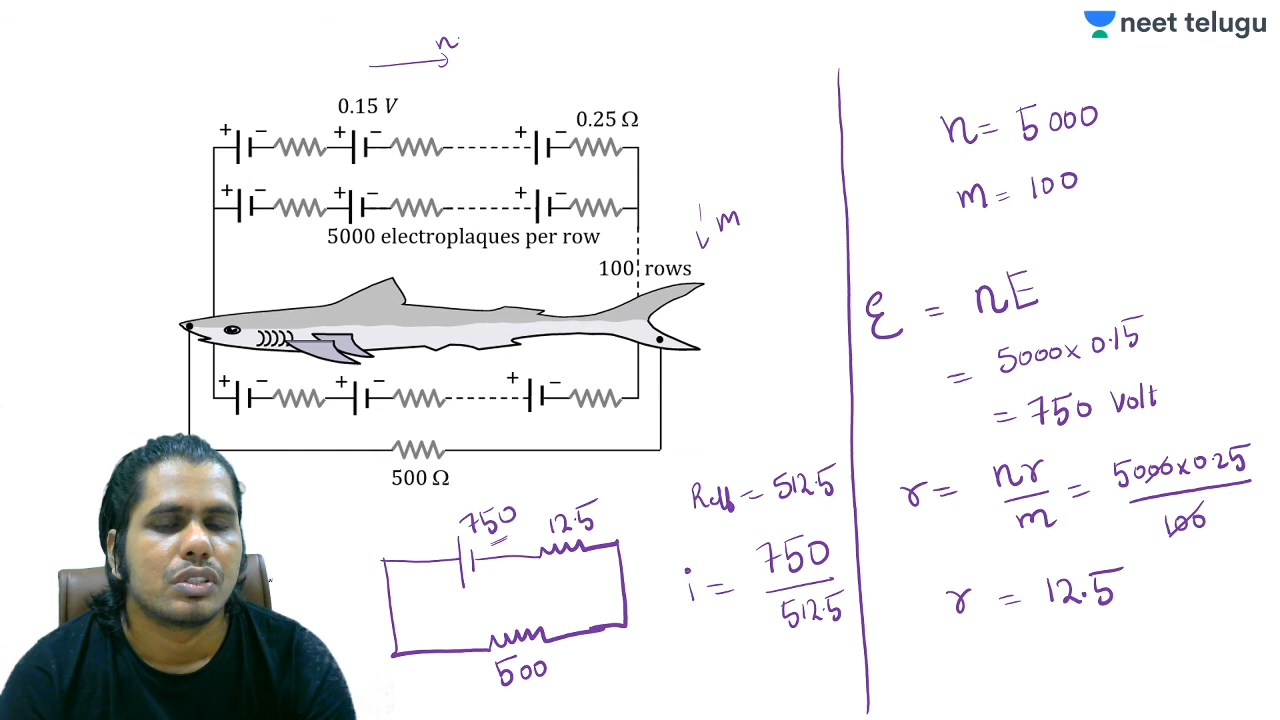 neet telugu
n
0.15 V
0.25 Ω
+ − + − + −
+ − + − + −
5000 electroplaques per row
m
100 rows
+ − + − + −
500 Ω
750 12.5
500
Reff = 512.5
i = 750 / 512.5
n = 5000
m = 100
ε = nE
= 5000 x 0.15
= 750 Volt
r = nr / m = 5000 x 0.25 / 100
r = 12.5